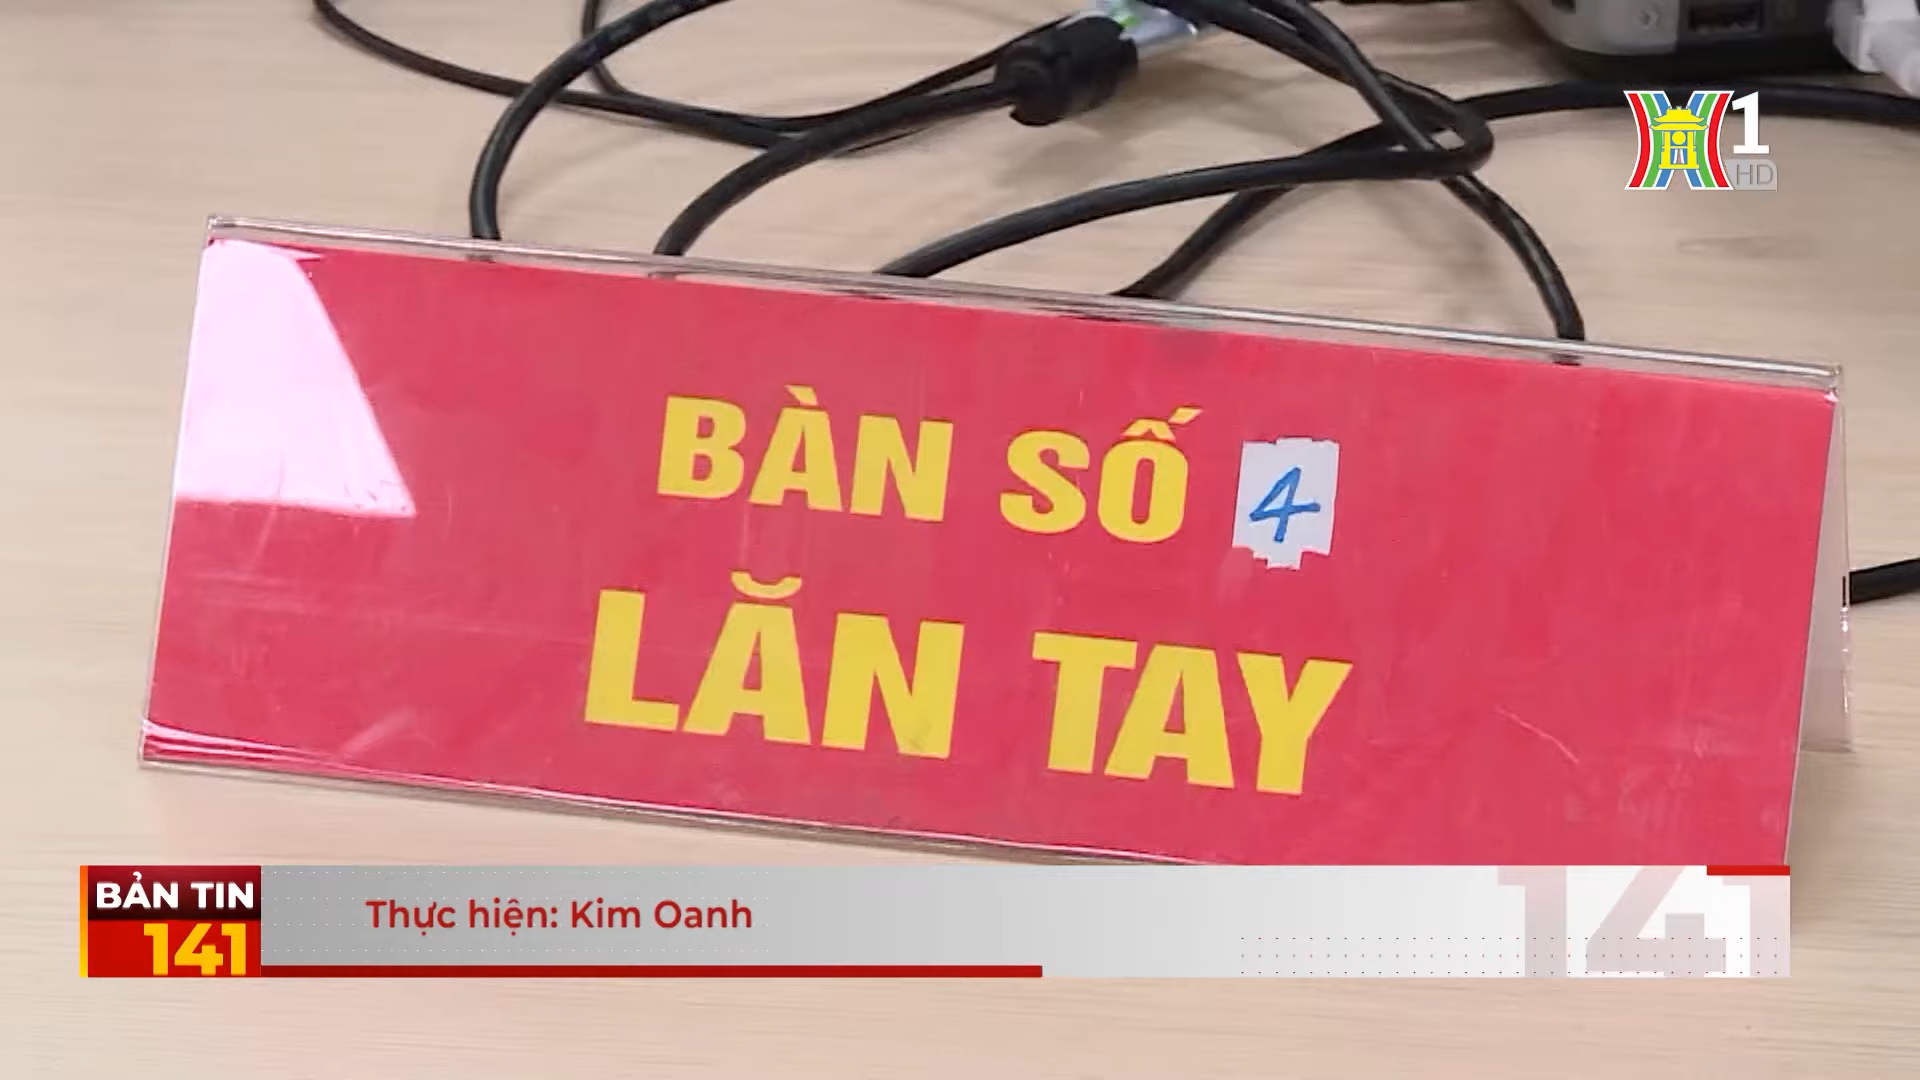 1
HD
BÀN SỐ 4
LĂN TAY
BẢN TIN
141
Thực hiện: Kim Oanh
141